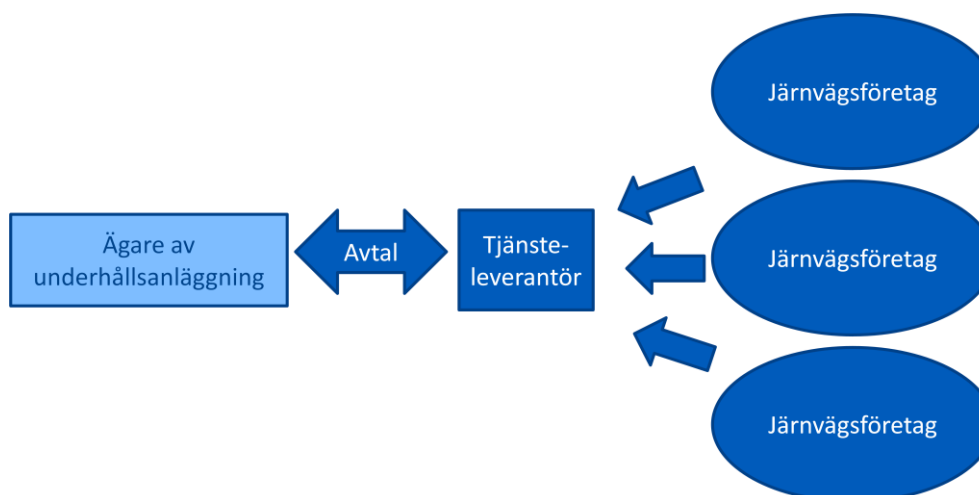 Järnvägsföretag
Ägare av
underhållsanläggning
Avtal
Tjänste-
leverantör
Järnvägsföretag
Järnvägsföretag